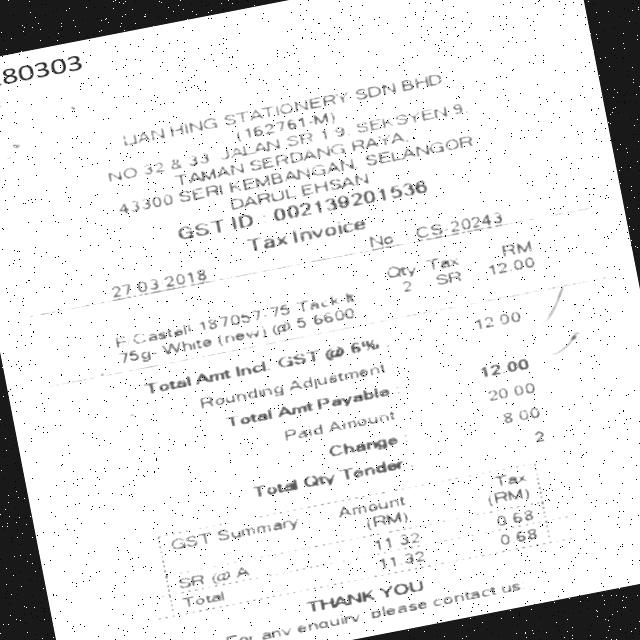 180303
LIAN HING STATIONERY SDN BHD
(162761-M)
NO 32 & 33 JALAN SR 1 9, SEKSYEN 9
TAMAN SERDANG RAYA
43300 SERI KEMBANGAN, SELANGOR
DARUL EHSAN
GST ID 002139201536
Tax Invoice
27 03 2018 No CS 20243
Qty Tax RM
2 SR 12.00
F. Castell 187057 75 Tack-It
75g- White (new) @ 5 6600
Total Amt Incl. GST @ 6% 12 00
Rounding Adjustment
Total Amt Payable 12.00
Paid Amount 20 00
Change 8 00
Total Qty Tender 2
GST Summary Amount (RM) Tax (RM)
SR @ A 11 32 0 68
Total 11.32 0 68
THANK YOU
For any enquiry, please contact us